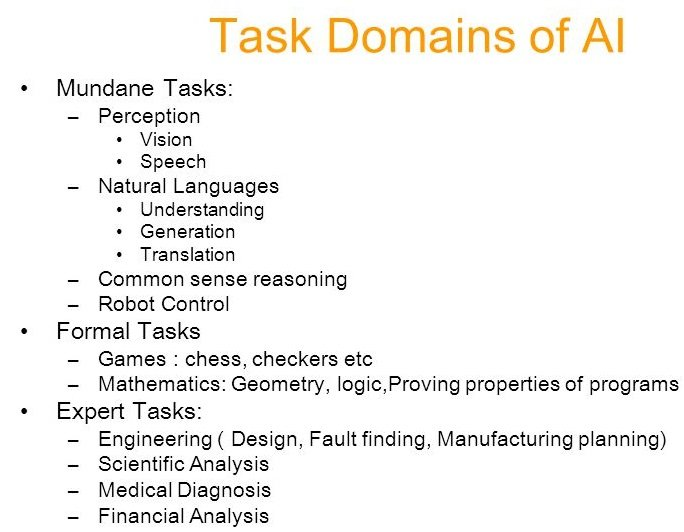 Task Domains of AI
• Mundane Tasks:
– Perception
• Vision
• Speech
– Natural Languages
• Understanding
• Generation
• Translation
– Common sense reasoning
– Robot Control
• Formal Tasks
– Games : chess, checkers etc
– Mathematics: Geometry, logic,Proving properties of programs
• Expert Tasks:
– Engineering ( Design, Fault finding, Manufacturing planning)
– Scientific Analysis
– Medical Diagnosis
– Financial Analysis